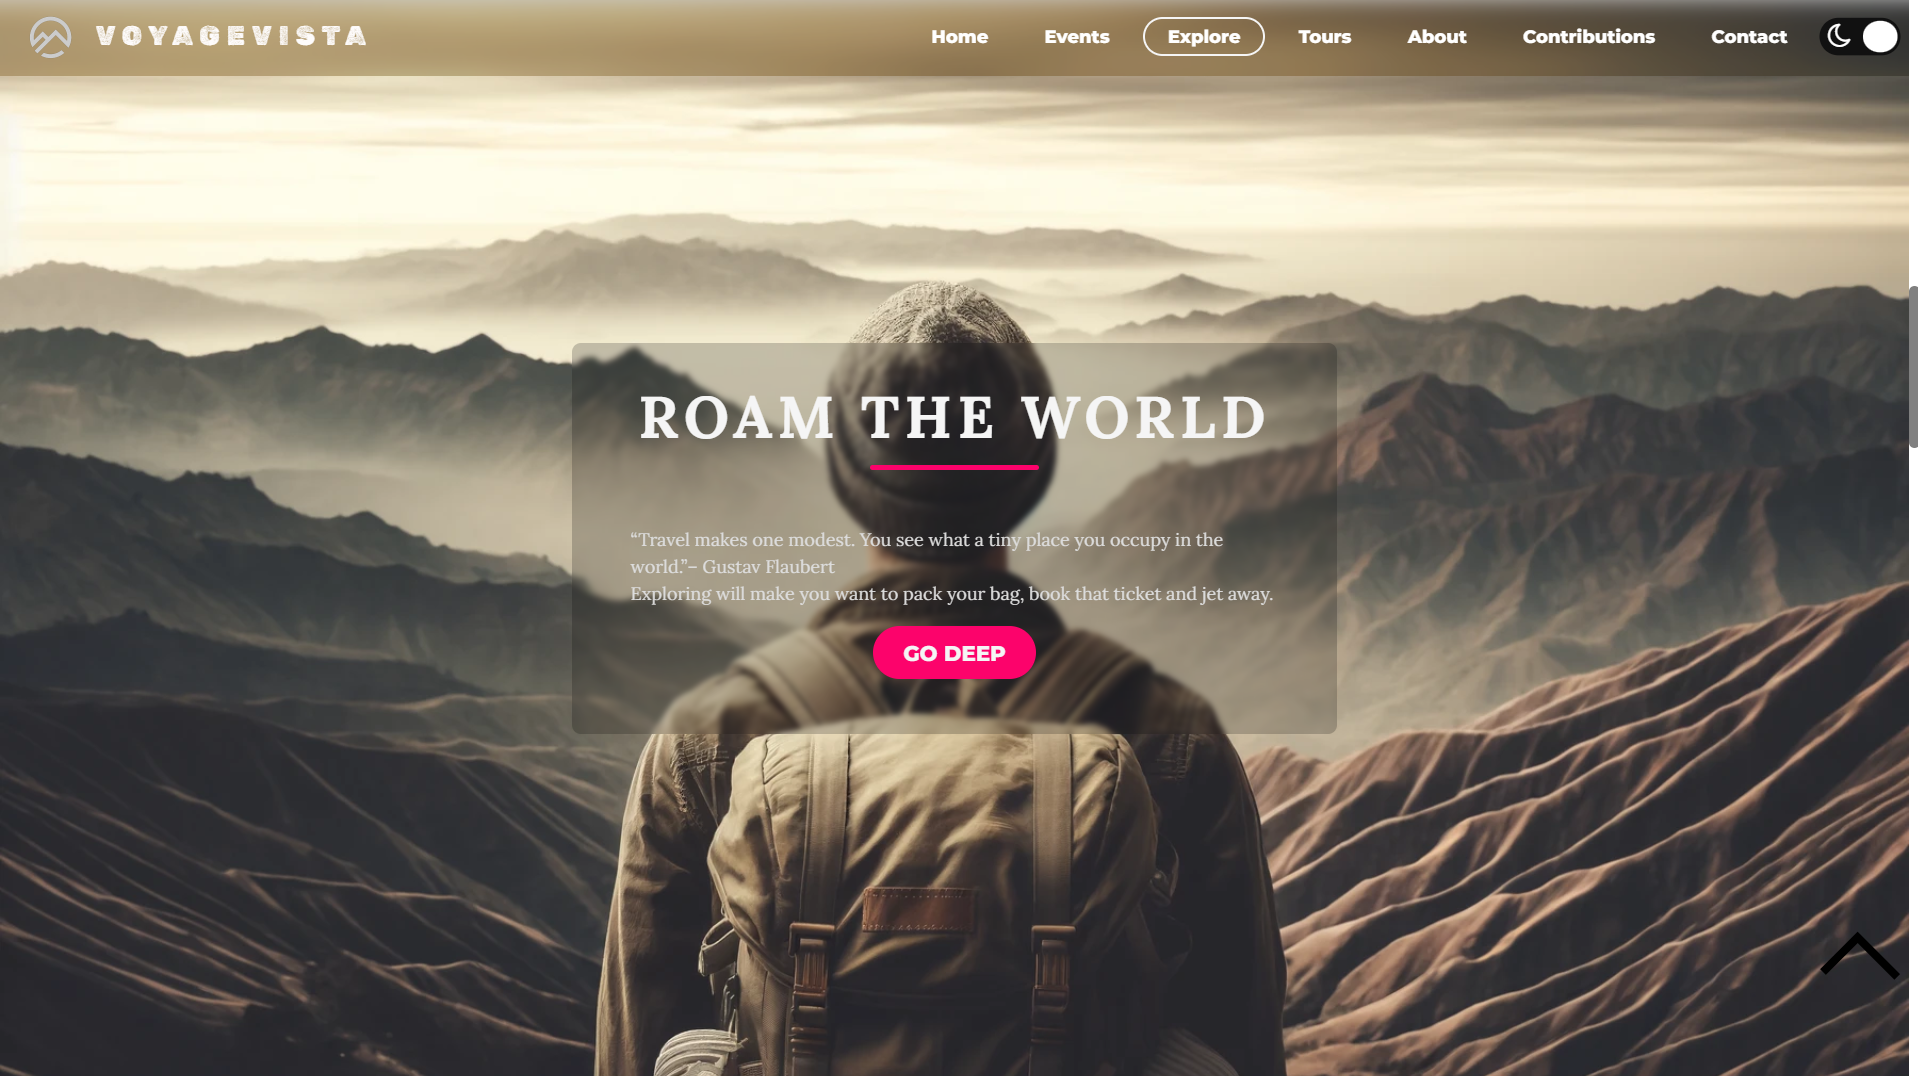 VOYAGEVISTA
Home Events Explore Tours About Contributions Contact
ROAM THE WORLD
“Travel makes one modest. You see what a tiny place you occupy in the
world.”– Gustav Flaubert
Exploring will make you want to pack your bag, book that ticket and jet away.
GO DEEP